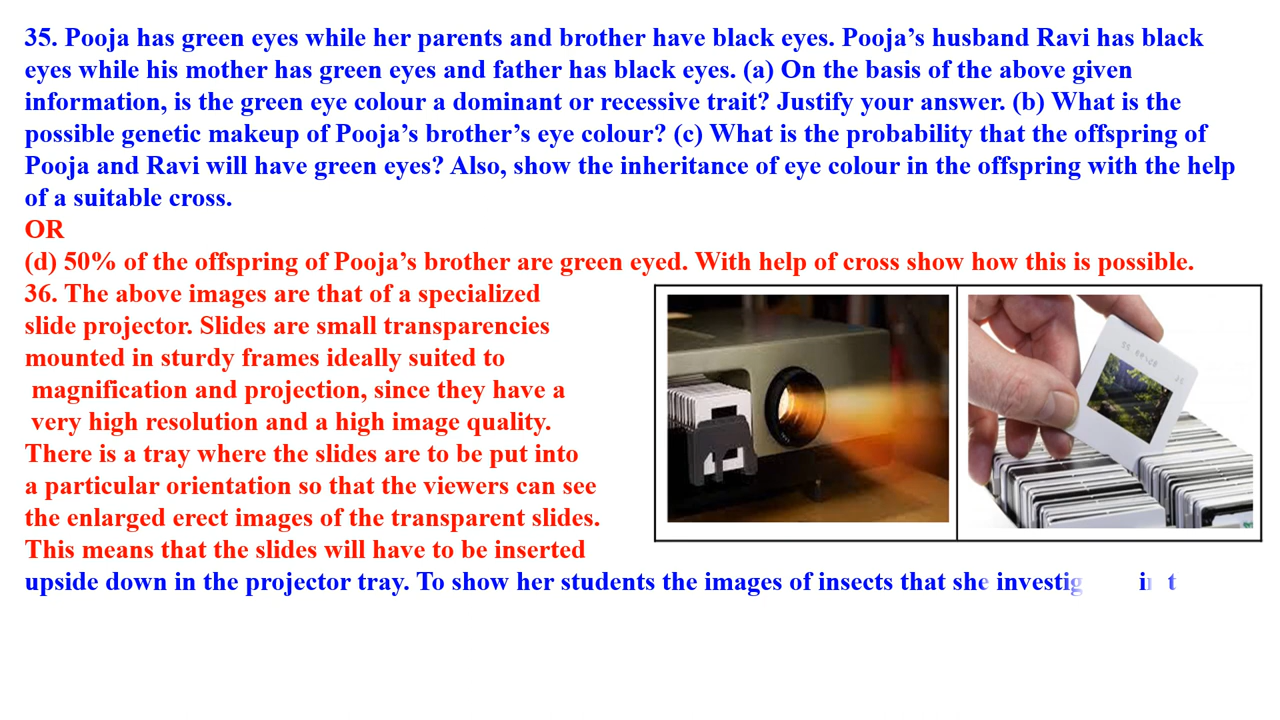 35. Pooja has green eyes while her parents and brother have black eyes. Pooja’s husband Ravi has black
eyes while his mother has green eyes and father has black eyes. (a) On the basis of the above given
information, is the green eye colour a dominant or recessive trait? Justify your answer. (b) What is the
possible genetic makeup of Pooja’s brother’s eye colour? (c) What is the probability that the offspring of
Pooja and Ravi will have green eyes? Also, show the inheritance of eye colour in the offspring with the help
of a suitable cross.
OR
(d) 50% of the offspring of Pooja’s brother are green eyed. With help of cross show how this is possible.
36. The above images are that of a specialized
slide projector. Slides are small transparencies
mounted in sturdy frames ideally suited to
magnification and projection, since they have a
very high resolution and a high image quality.
There is a tray where the slides are to be put into
a particular orientation so that the viewers can see
the enlarged erect images of the transparent slides.
This means that the slides will have to be inserted
upside down in the projector tray. To show her students the images of insects that she